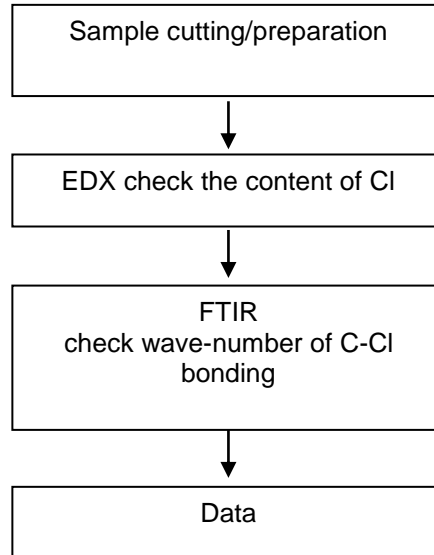 Sample cutting/preparation
EDX check the content of Cl
FTIR
check wave-number of C-Cl
bonding
Data